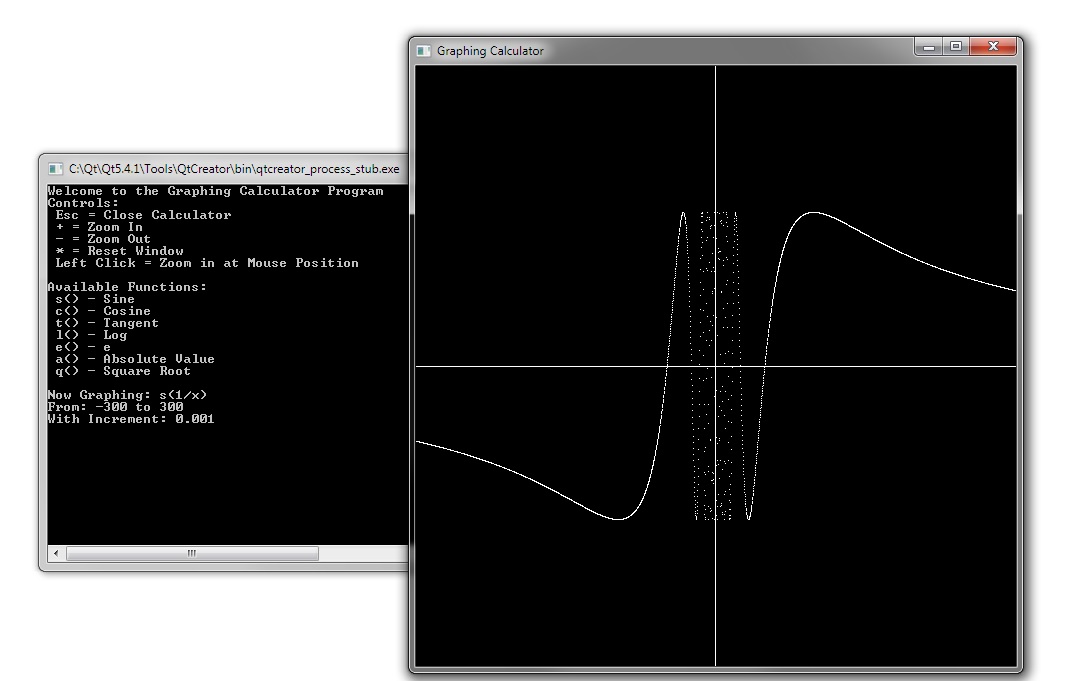 Graphing Calculator
C:\Qt\Qt5.4.1\Tools\QtCreator\bin\qtcreator_process_stub.exe
Welcome to the Graphing Calculator Program
Controls:
Esc = Close Calculator
+ = Zoom In
- = Zoom Out
* = Reset Window
Left Click = Zoom in at Mouse Position
Available Functions:
s() - Sine
c() - Cosine
t() - Tangent
l() - Log
e() - e
a() - Absolute Value
q() - Square Root
Now Graphing: s(1/x)
From: -300 to 300
With Increment: 0.001